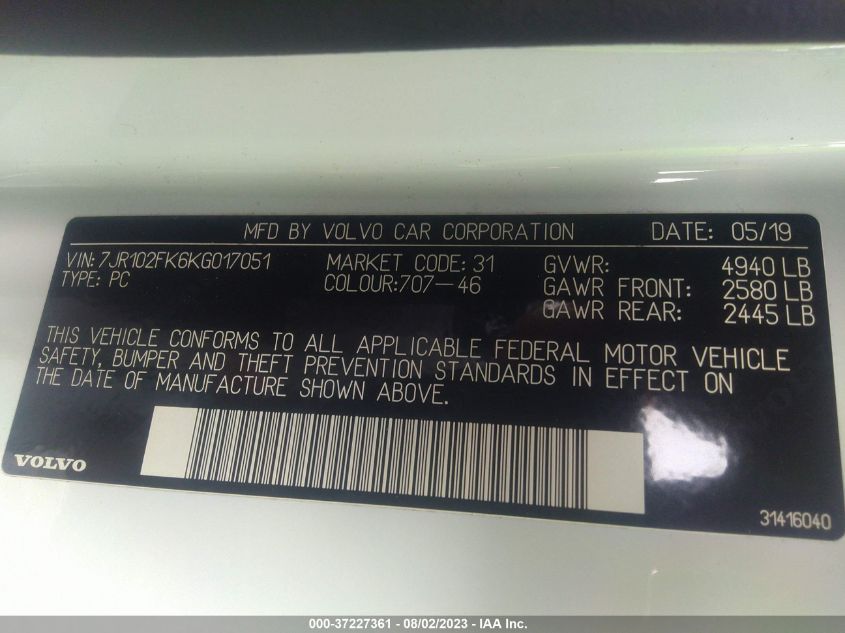 MFD BY VOLVO CAR CORPORATION DATE: 05/19
VIN: 7JR102FK6KG017051 MARKET CODE: 31 GVWR: 4940 LB
TYPE: PC COLOUR:707-46 GAWR FRONT: 2580 LB
GAWR REAR: 2445 LB
THIS VEHICLE CONFORMS TO ALL APPLICABLE FEDERAL MOTOR VEHICLE
SAFETY, BUMPER AND THEFT PREVENTION STANDARDS IN EFFECT ON
THE DATE OF MANUFACTURE SHOWN ABOVE.
VOLVO
31416040
000-37227361 - 08/02/2023 - IAA Inc.